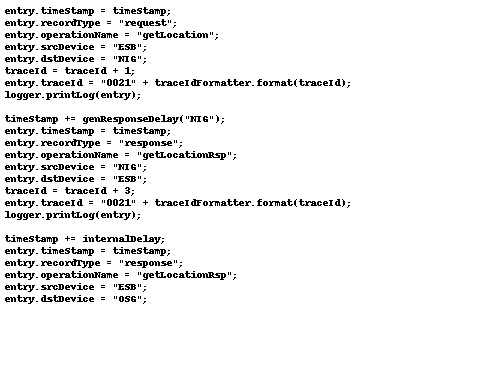 entry.timeStamp = timeStamp;
entry.recordType = "request";
entry.operationName = "getLocation";
entry.srcDevice = "ESB";
entry.dstDevice = "NIG";
traceId = traceId + 1;
entry.traceId = "0021" + traceIdFormatter.format(traceId);
logger.printLog(entry);

timeStamp += genResponseDelay("NIG");
entry.timeStamp = timeStamp;
entry.recordType = "response";
entry.operationName = "getLocationRsp";
entry.srcDevice = "NIG";
entry.dstDevice = "ESB";
traceId = traceId + 3;
entry.traceId = "0021" + traceIdFormatter.format(traceId);
logger.printLog(entry);

timeStamp += internalDelay;
entry.timeStamp = timeStamp;
entry.recordType = "response";
entry.operationName = "getLocationRsp";
entry.srcDevice = "ESB";
entry.dstDevice = "OSG";